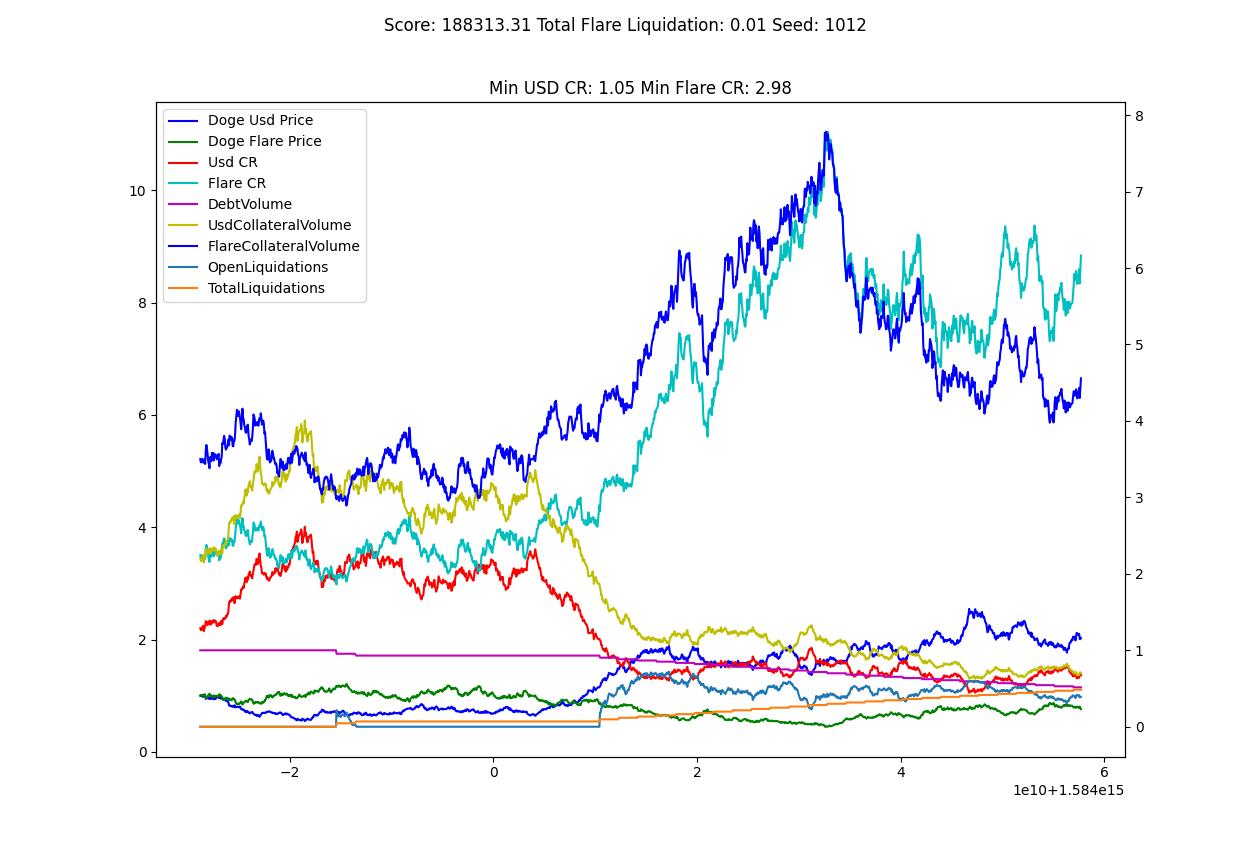 Score: 188313.31 Total Flare Liquidation: 0.01 Seed: 1012
Min USD CR: 1.05 Min Flare CR: 2.98
Doge Usd Price
Doge Flare Price
Usd CR
Flare CR
DebtVolume
UsdCollateralVolume
FlareCollateralVolume
OpenLiquidations
TotalLiquidations
10
8
6
4
2
0
8
7
6
5
4
3
2
1
0
−2
0
2
4
6
1e10+1.584e15